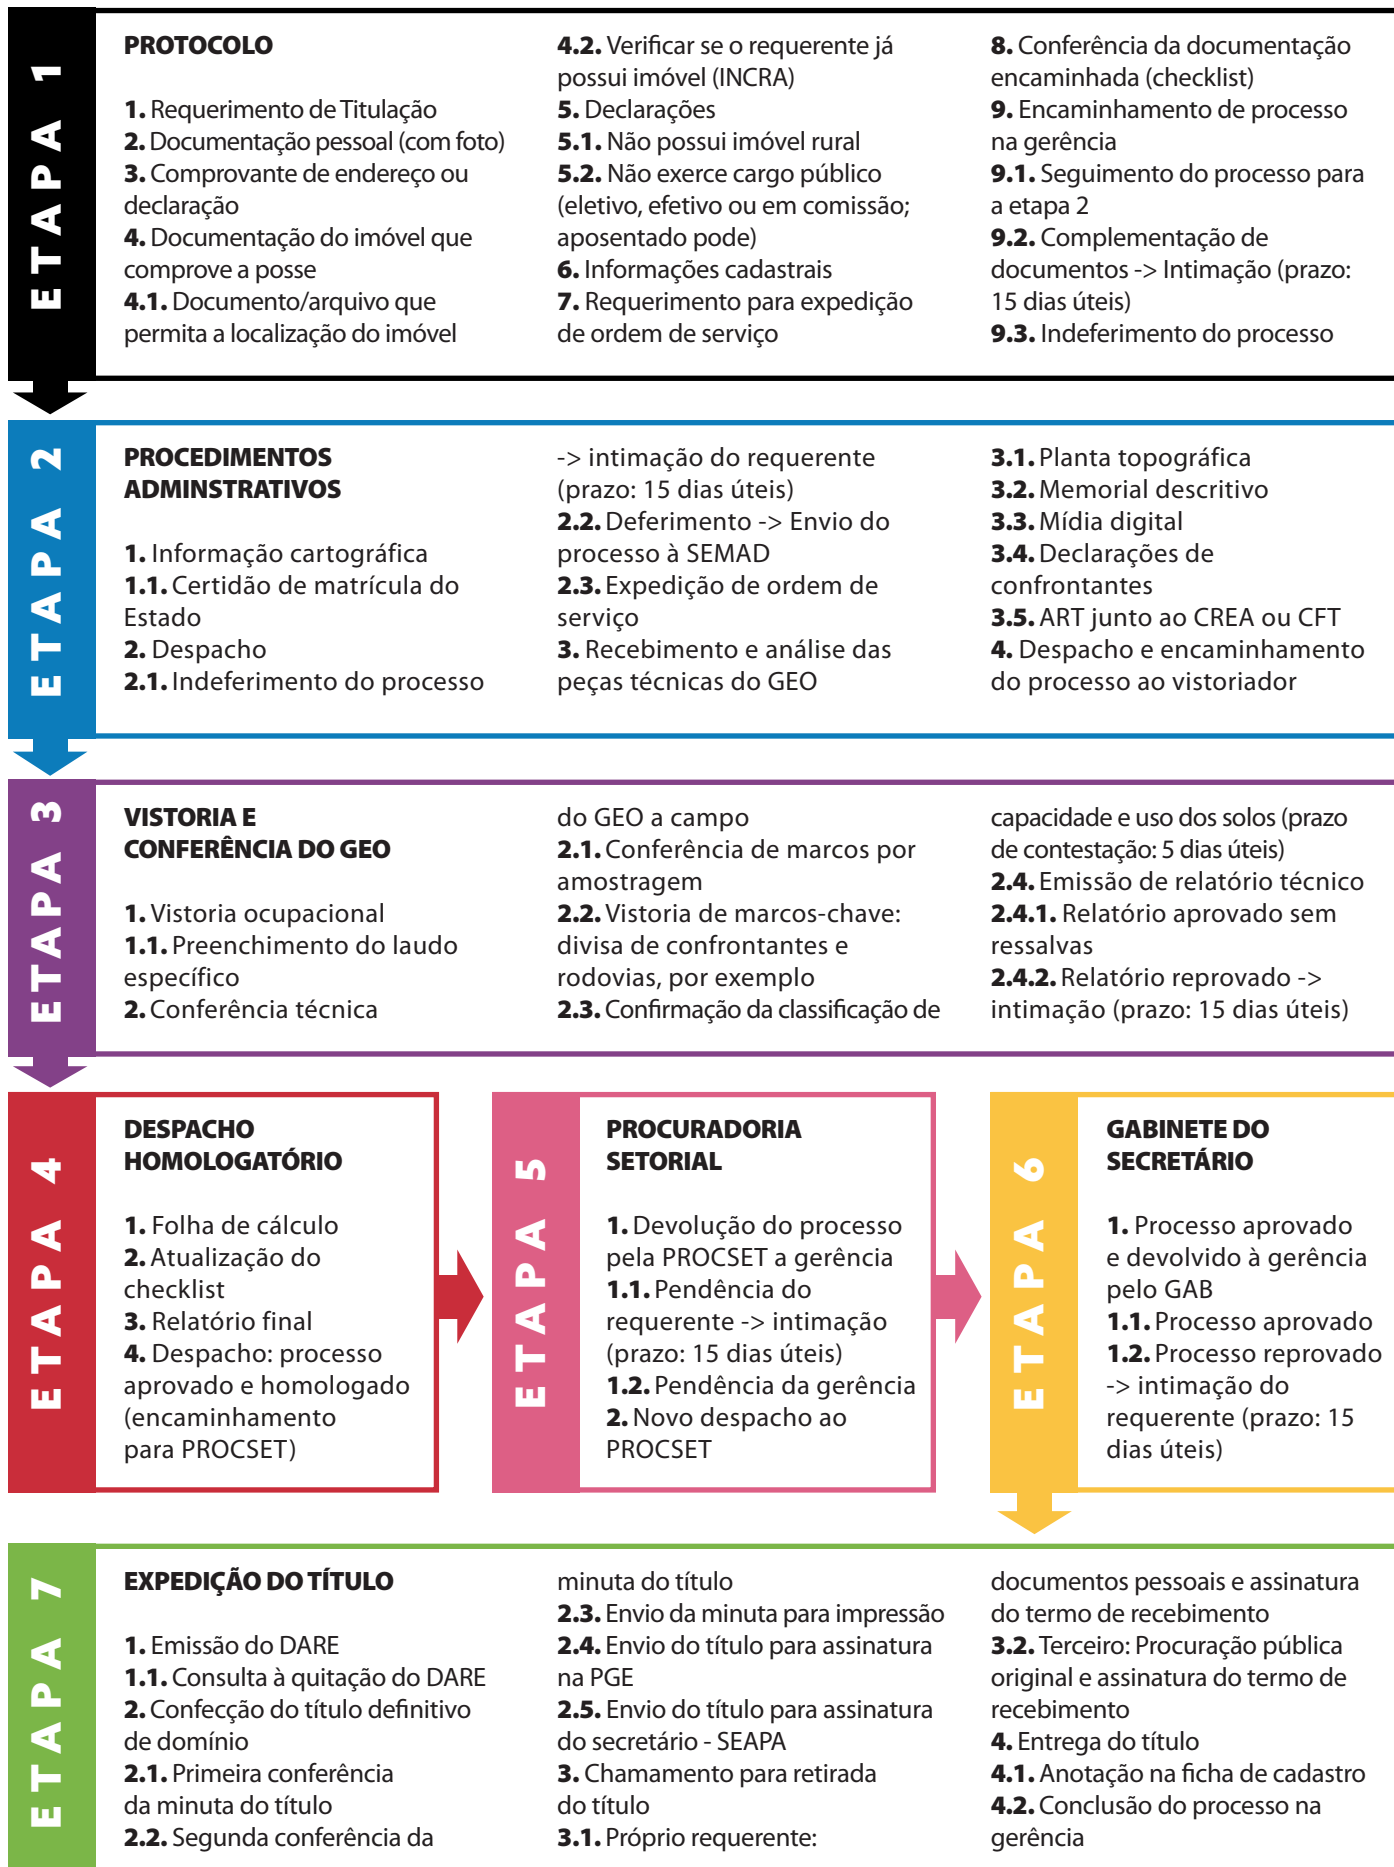 ETAPA 1
PROTOCOLO
1. Requerimento de Titulação
2. Documentação pessoal (com foto)
3. Comprovante de endereço ou
declaração
4. Documentação do imóvel que
comprove a posse
4.1. Documento/arquivo que
permita a localização do imóvel
4.2. Verificar se o requerente já
possui imóvel (INCRA)
5. Declarações
5.1. Não possui imóvel rural
5.2. Não exerce cargo público
(eletivo, efetivo ou em comissão;
aposentado pode)
6. Informações cadastrais
7. Requerimento para expedição
de ordem de serviço
8. Conferência da documentação
encaminhada (checklist)
9. Encaminhamento de processo
na gerência
9.1. Seguimento do processo para
a etapa 2
9.2. Complementação de
documentos -> Intimação (prazo:
15 dias úteis)
9.3. Indeferimento do processo
ETAPA 2
PROCEDIMENTOS
ADMINSTRATIVOS
1. Informação cartográfica
1.1. Certidão de matrícula do
Estado
2. Despacho
2.1. Indeferimento do processo
-> intimação do requerente
(prazo: 15 dias úteis)
2.2. Deferimento -> Envio do
processo à SEMAD
2.3. Expedição de ordem de
serviço
3. Recebimento e análise das
peças técnicas do GEO
3.1. Planta topográfica
3.2. Memorial descritivo
3.3. Mídia digital
3.4. Declarações de
confrontantes
3.5. ART junto ao CREA ou CFT
4. Despacho e encaminhamento
do processo ao vistoriador
ETAPA 3
VISTORIA E
CONFERÊNCIA DO GEO
1. Vistoria ocupacional
1.1. Preenchimento do laudo
específico
2. Conferência técnica
do GEO a campo
2.1. Conferência de marcos por
amostragem
2.2. Vistoria de marcos-chave:
divisa de confrontantes e
rodovias, por exemplo
2.3. Confirmação da classificação de
capacidade e uso dos solos (prazo
de contestação: 5 dias úteis)
2.4. Emissão de relatório técnico
2.4.1. Relatório aprovado sem
ressalvas
2.4.2. Relatório reprovado ->
intimação (prazo: 15 dias úteis)
ETAPA 4
DESPACHO
HOMOLOGATÓRIO
1. Folha de cálculo
2. Atualização do
checklist
3. Relatório final
4. Despacho: processo
aprovado e homologado
(encaminhamento
para PROCSET)
ETAPA 5
PROCURADORIA
SETORIAL
1. Devolução do processo
pela PROCSET a gerência
1.1. Pendência do
requerente -> intimação
(prazo: 15 dias úteis)
1.2. Pendência da gerência
2. Novo despacho ao
PROCSET
ETAPA 6
GABINETE DO
SECRETÁRIO
1. Processo aprovado
e devolvido à gerência
pelo GAB
1.1. Processo aprovado
1.2. Processo reprovado
-> intimação do
requerente (prazo: 15
dias úteis)
ETAPA 7
EXPEDIÇÃO DO TÍTULO
1. Emissão do DARE
1.1. Consulta à quitação do DARE
2. Confecção do título definitivo
de domínio
2.1. Primeira conferência
da minuta do título
2.2. Segunda conferência da
minuta do título
2.3. Envio da minuta para impressão
2.4. Envio do título para assinatura
na PGE
2.5. Envio do título para assinatura
do secretário - SEAPA
3. Chamamento para retirada
do título
3.1. Próprio requerente:
documentos pessoais e assinatura
do termo de recebimento
3.2. Terceiro: Procuração pública
original e assinatura do termo de
recebimento
4. Entrega do título
4.1. Anotação na ficha de cadastro
4.2. Conclusão do processo na
gerência